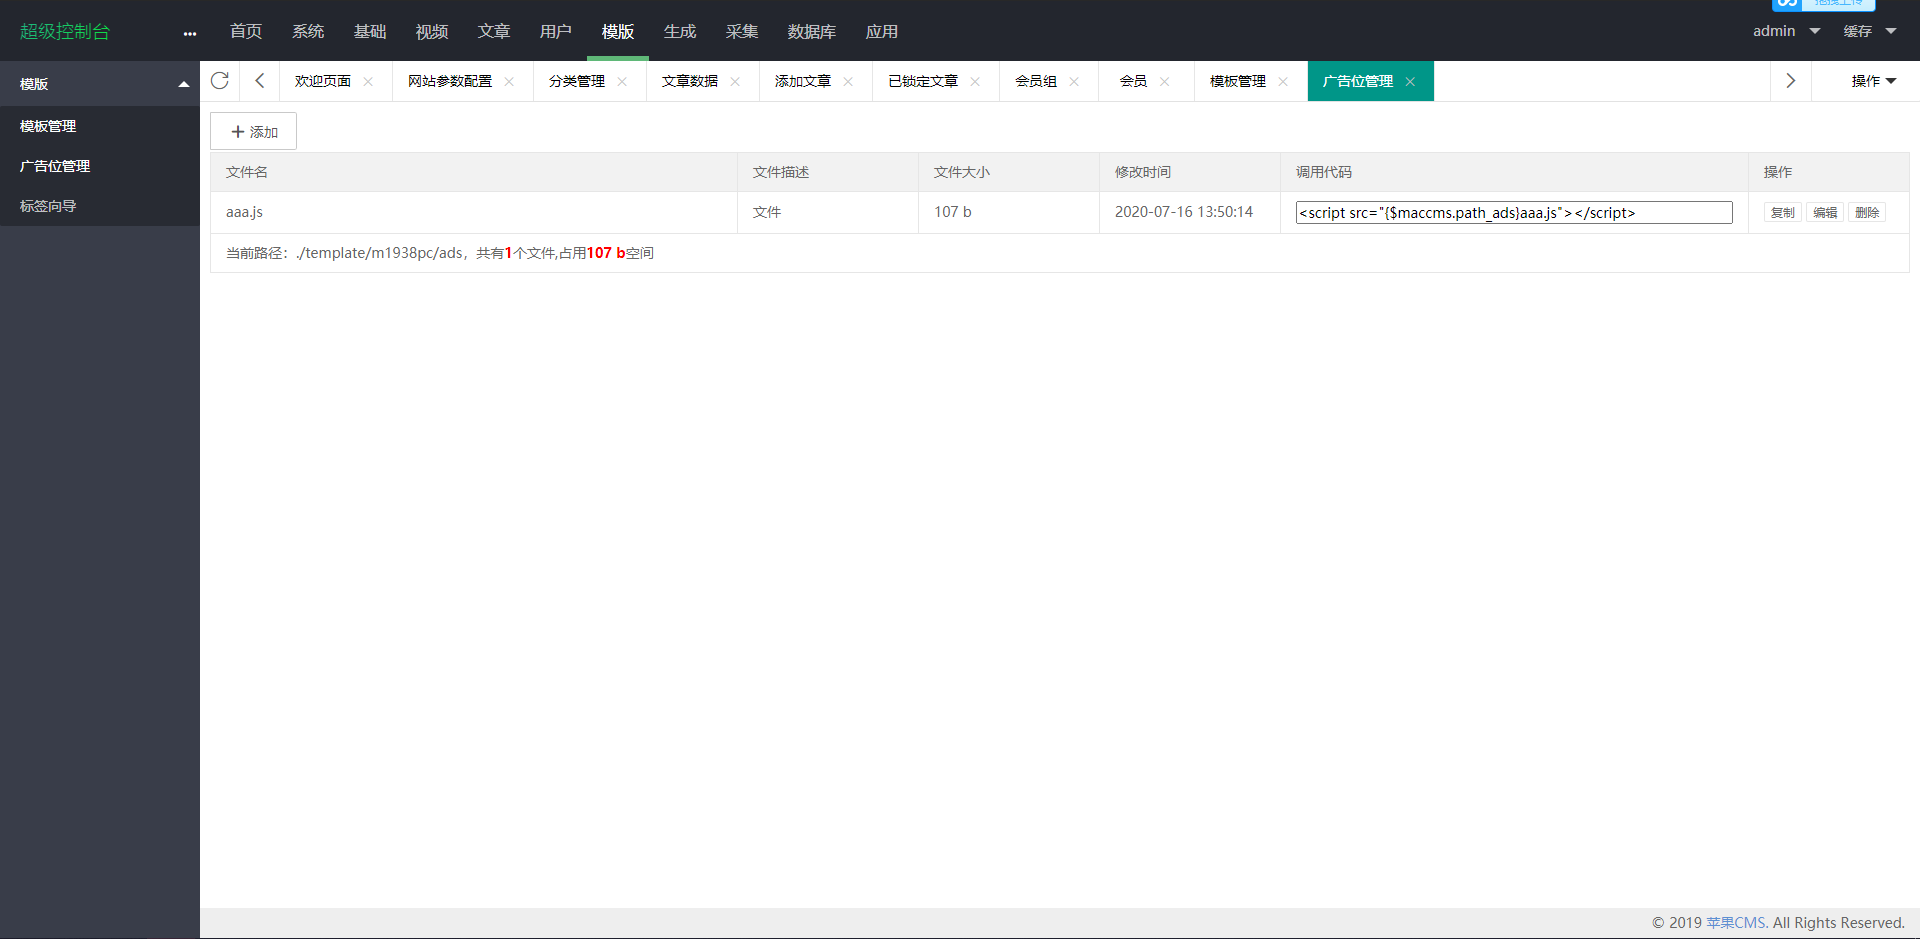 拖拽上传
超级控制台 ••• 首页 系统 基础 视频 文章 用户 模版 生成 采集 数据库 应用 admin 缓存
模版
模板管理
广告位管理
标签向导
欢迎页面 网站参数配置 分类管理 文章数据 添加文章 已锁定文章 会员组 会员 模板管理 广告位管理 操作
添加
文件名 文件描述 文件大小 修改时间 调用代码 操作
aaa.js 文件 107 b 2020-07-16 13:50:14 <script src="{$maccms.path_ads}aaa.js"></script> 复制 编辑 删除
当前路径：./template/m1938pc/ads，共有1个文件,占用107 b空间
© 2019 苹果CMS. All Rights Reserved.